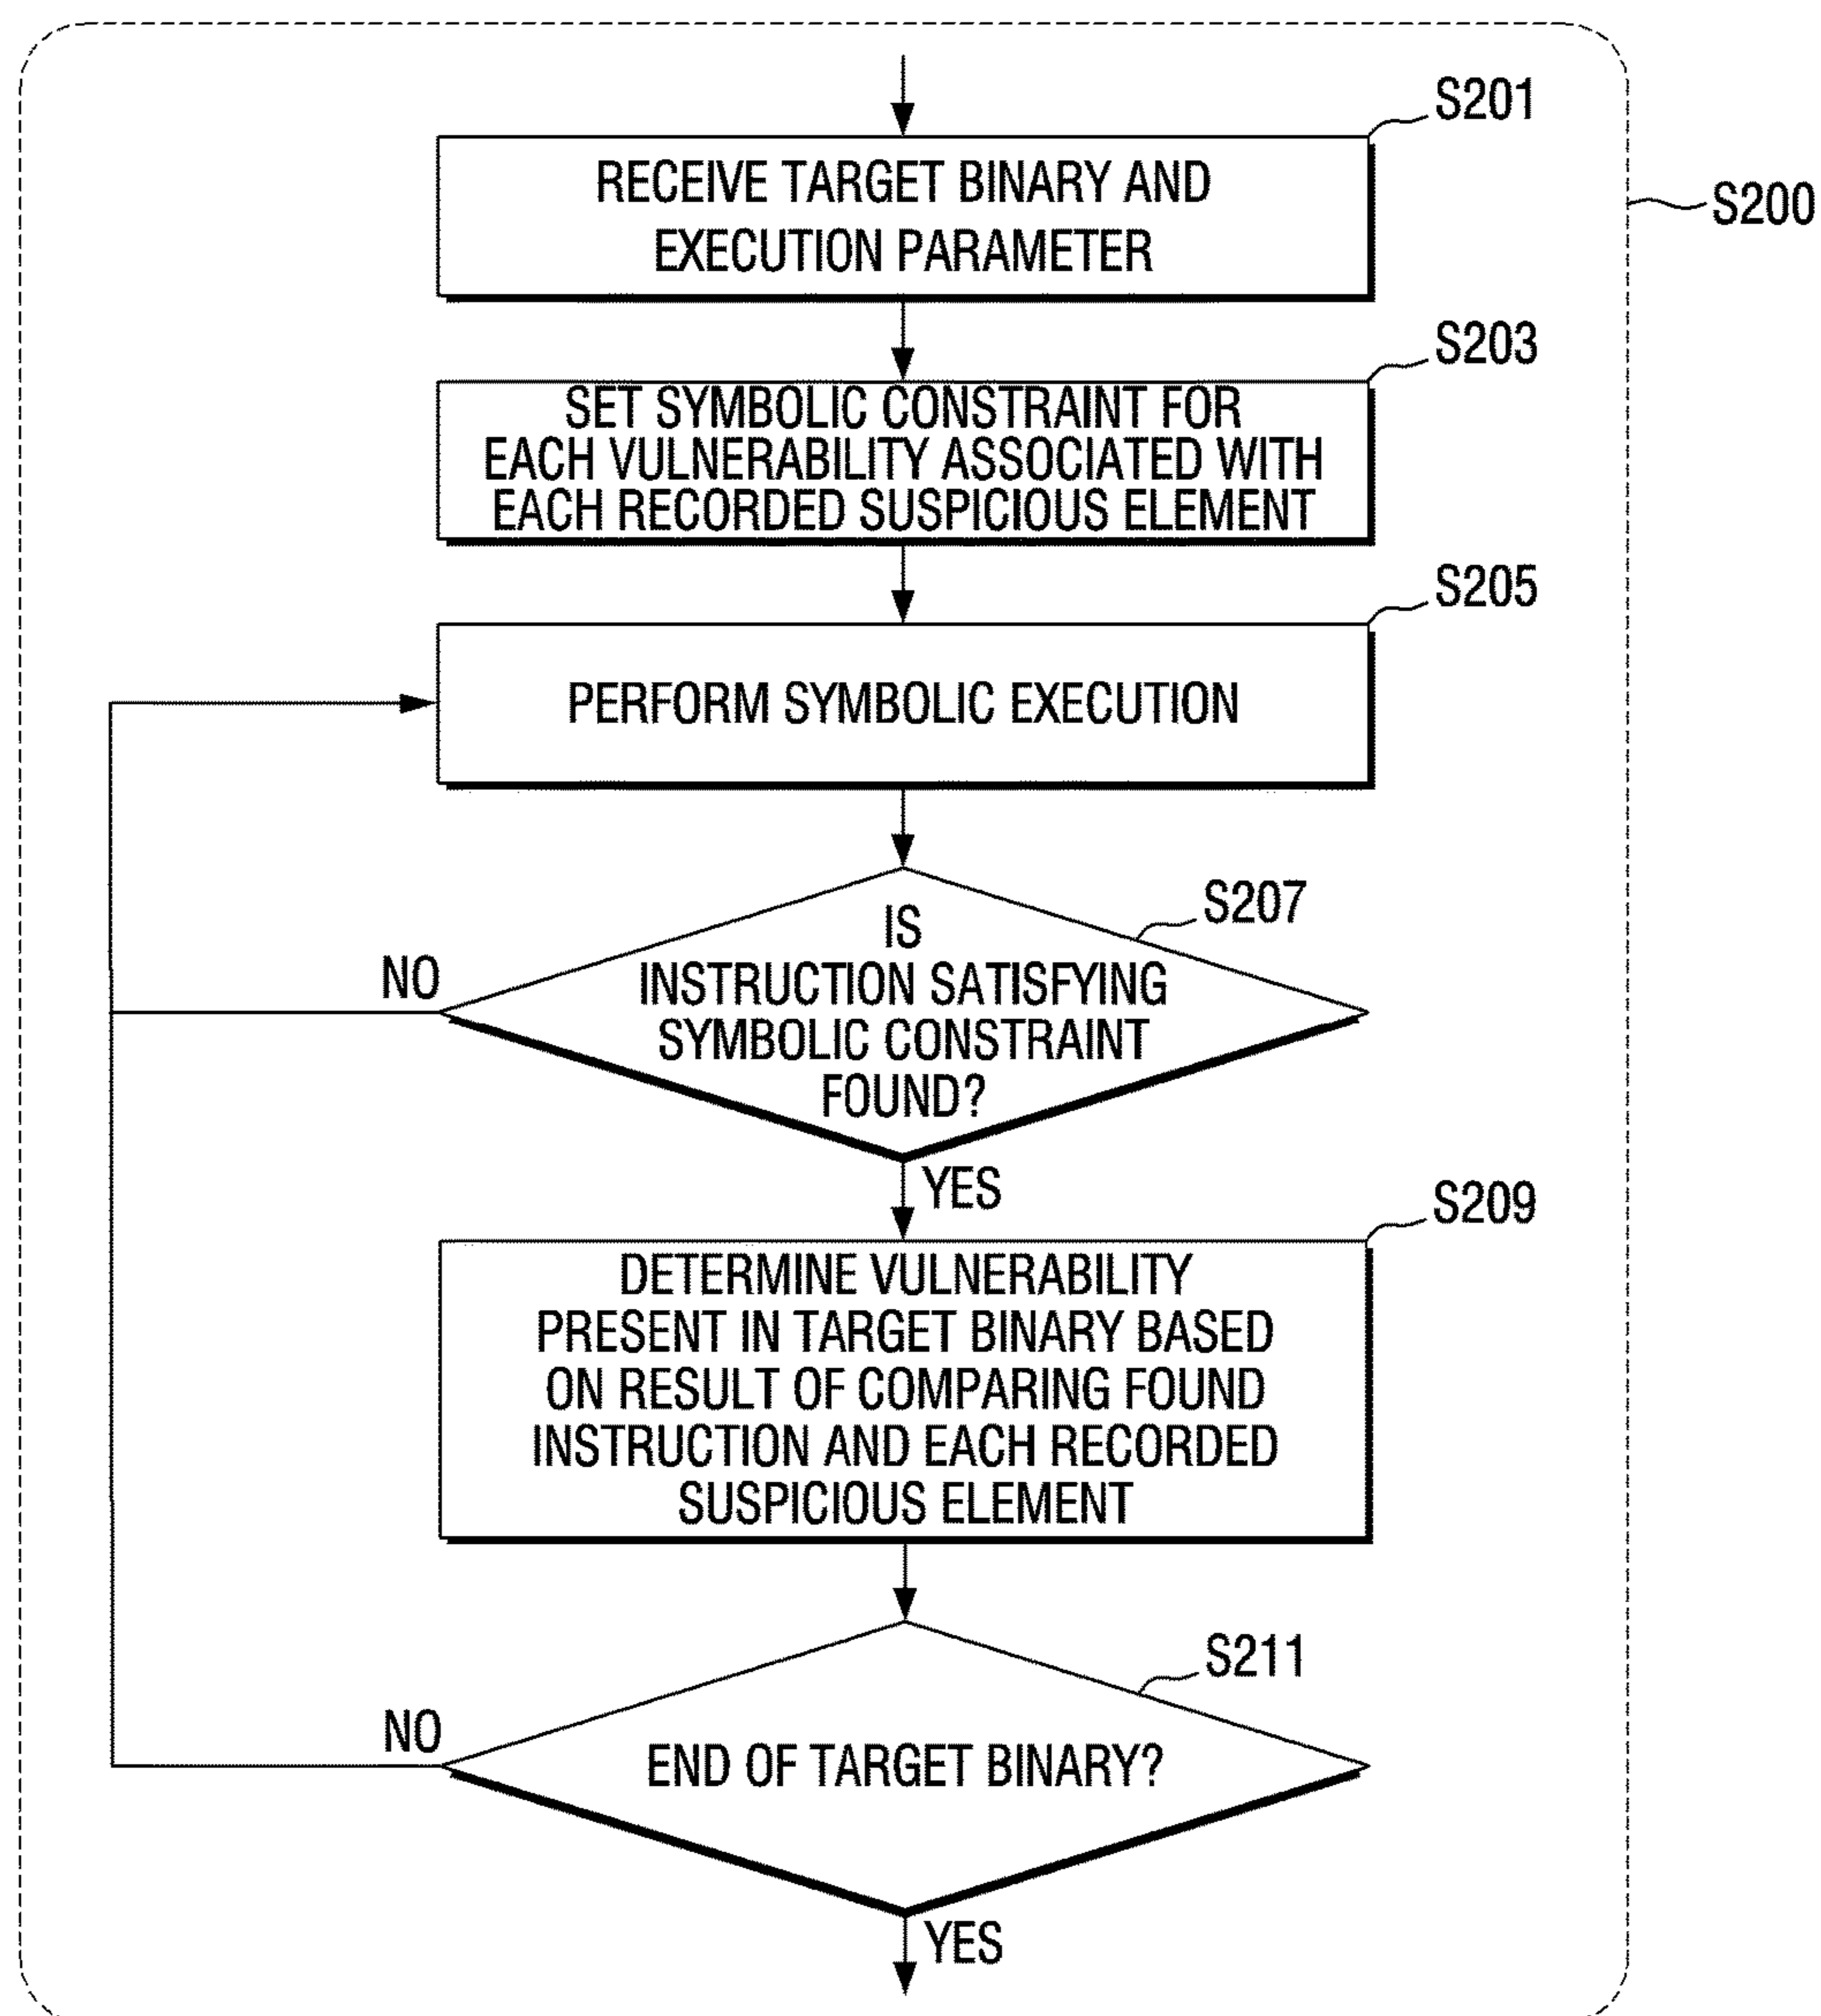 S201
RECEIVE TARGET BINARY AND
EXECUTION PARAMETER
S200
S203
SET SYMBOLIC CONSTRAINT FOR
EACH VULNERABILITY ASSOCIATED WITH
EACH RECORDED SUSPICIOUS ELEMENT
S205
PERFORM SYMBOLIC EXECUTION
S207
IS
INSTRUCTION SATISFYING
SYMBOLIC CONSTRAINT
FOUND?
NO
YES
S209
DETERMINE VULNERABILITY
PRESENT IN TARGET BINARY BASED
ON RESULT OF COMPARING FOUND
INSTRUCTION AND EACH RECORDED
SUSPICIOUS ELEMENT
S211
NO
END OF TARGET BINARY?
YES